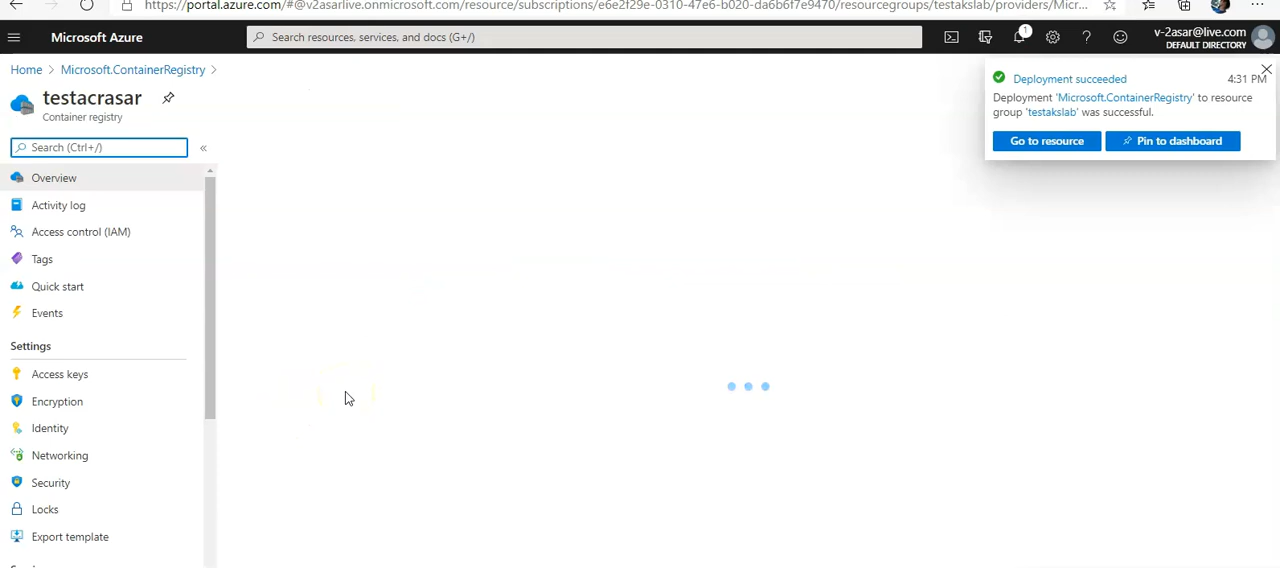 https://portal.azure.com/#@v2asarlive.onmicrosoft.com/resource/subscriptions/e6e2f29e-0310-47e6-b020-da6b6f7e9470/resourcegroups/testakslab/providers/Micr...
Microsoft Azure
Search resources, services, and docs (G+/)
1
v-2asar@live.com
DEFAULT DIRECTORY
Home > Microsoft.ContainerRegistry >
testacrasar
Container registry
Search (Ctrl+/)
«
Overview
Activity log
Access control (IAM)
Tags
Quick start
Events
Settings
Access keys
Encryption
Identity
Networking
Security
Locks
Export template
Deployment succeeded 4:31 PM
Deployment 'Microsoft.ContainerRegistry' to resource
group 'testakslab' was successful.
Go to resource
Pin to dashboard